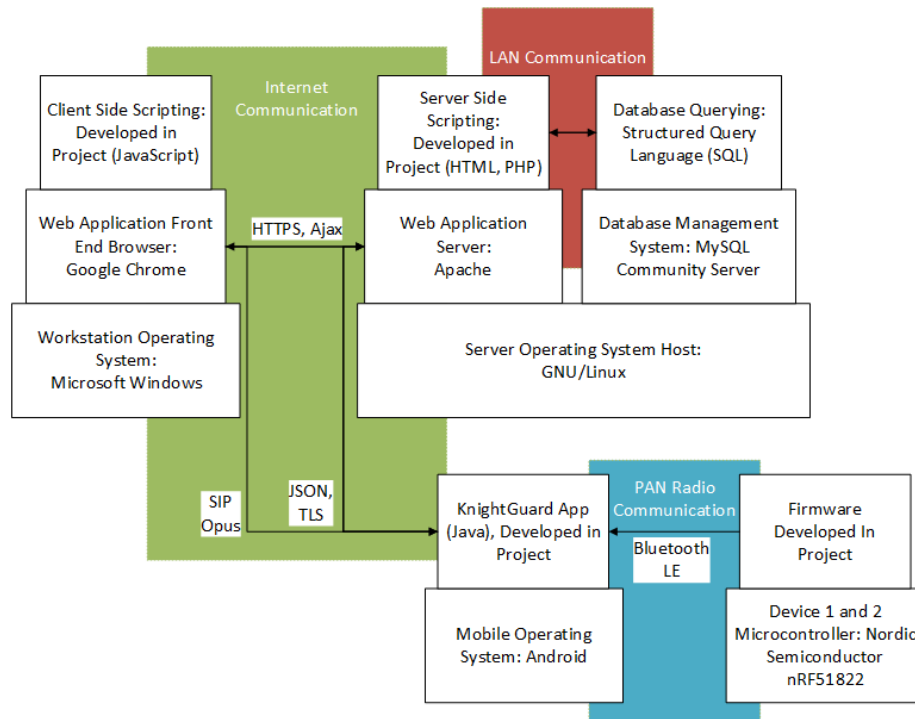 LAN Communication
Internet
Communication
Client Side Scripting:
Developed in
Project (JavaScript)
Server Side
Scripting:
Developed in
Project (HTML, PHP)
Database Querying:
Structured Query
Language (SQL)
Web Application Front
End Browser:
Google Chrome
HTTPS, Ajax
Web Application
Server:
Apache
Database Management
System: MySQL
Community Server
Workstation Operating
System:
Microsoft Windows
Server Operating System Host:
GNU/Linux
SIP
Opus
JSON,
TLS
KnightGuard App
(Java), Developed in
Project
PAN Radio
Communication
Bluetooth
LE
Firmware
Developed In
Project
Mobile Operating
System: Android
Device 1 and 2
Microcontroller: Nordic
Semiconductor
nRF51822